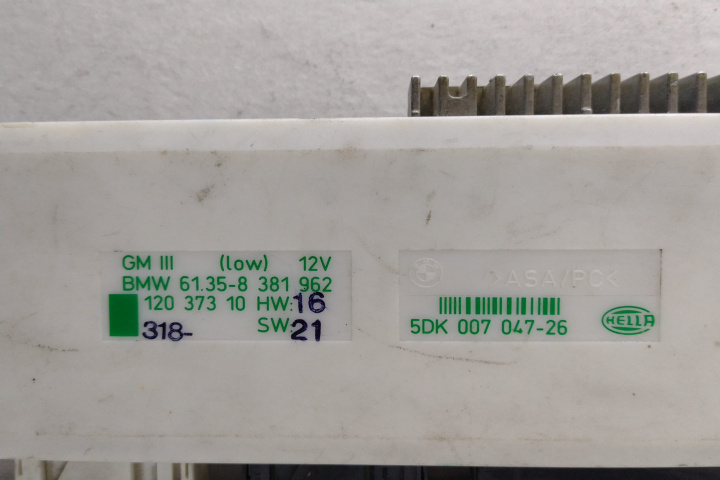 GM III (low) 12V
BMW 61.35-8 381 962
120 373 10 HW:16
318- SW:21
>ASA/PC<
5DK 007 047-26
HELLA